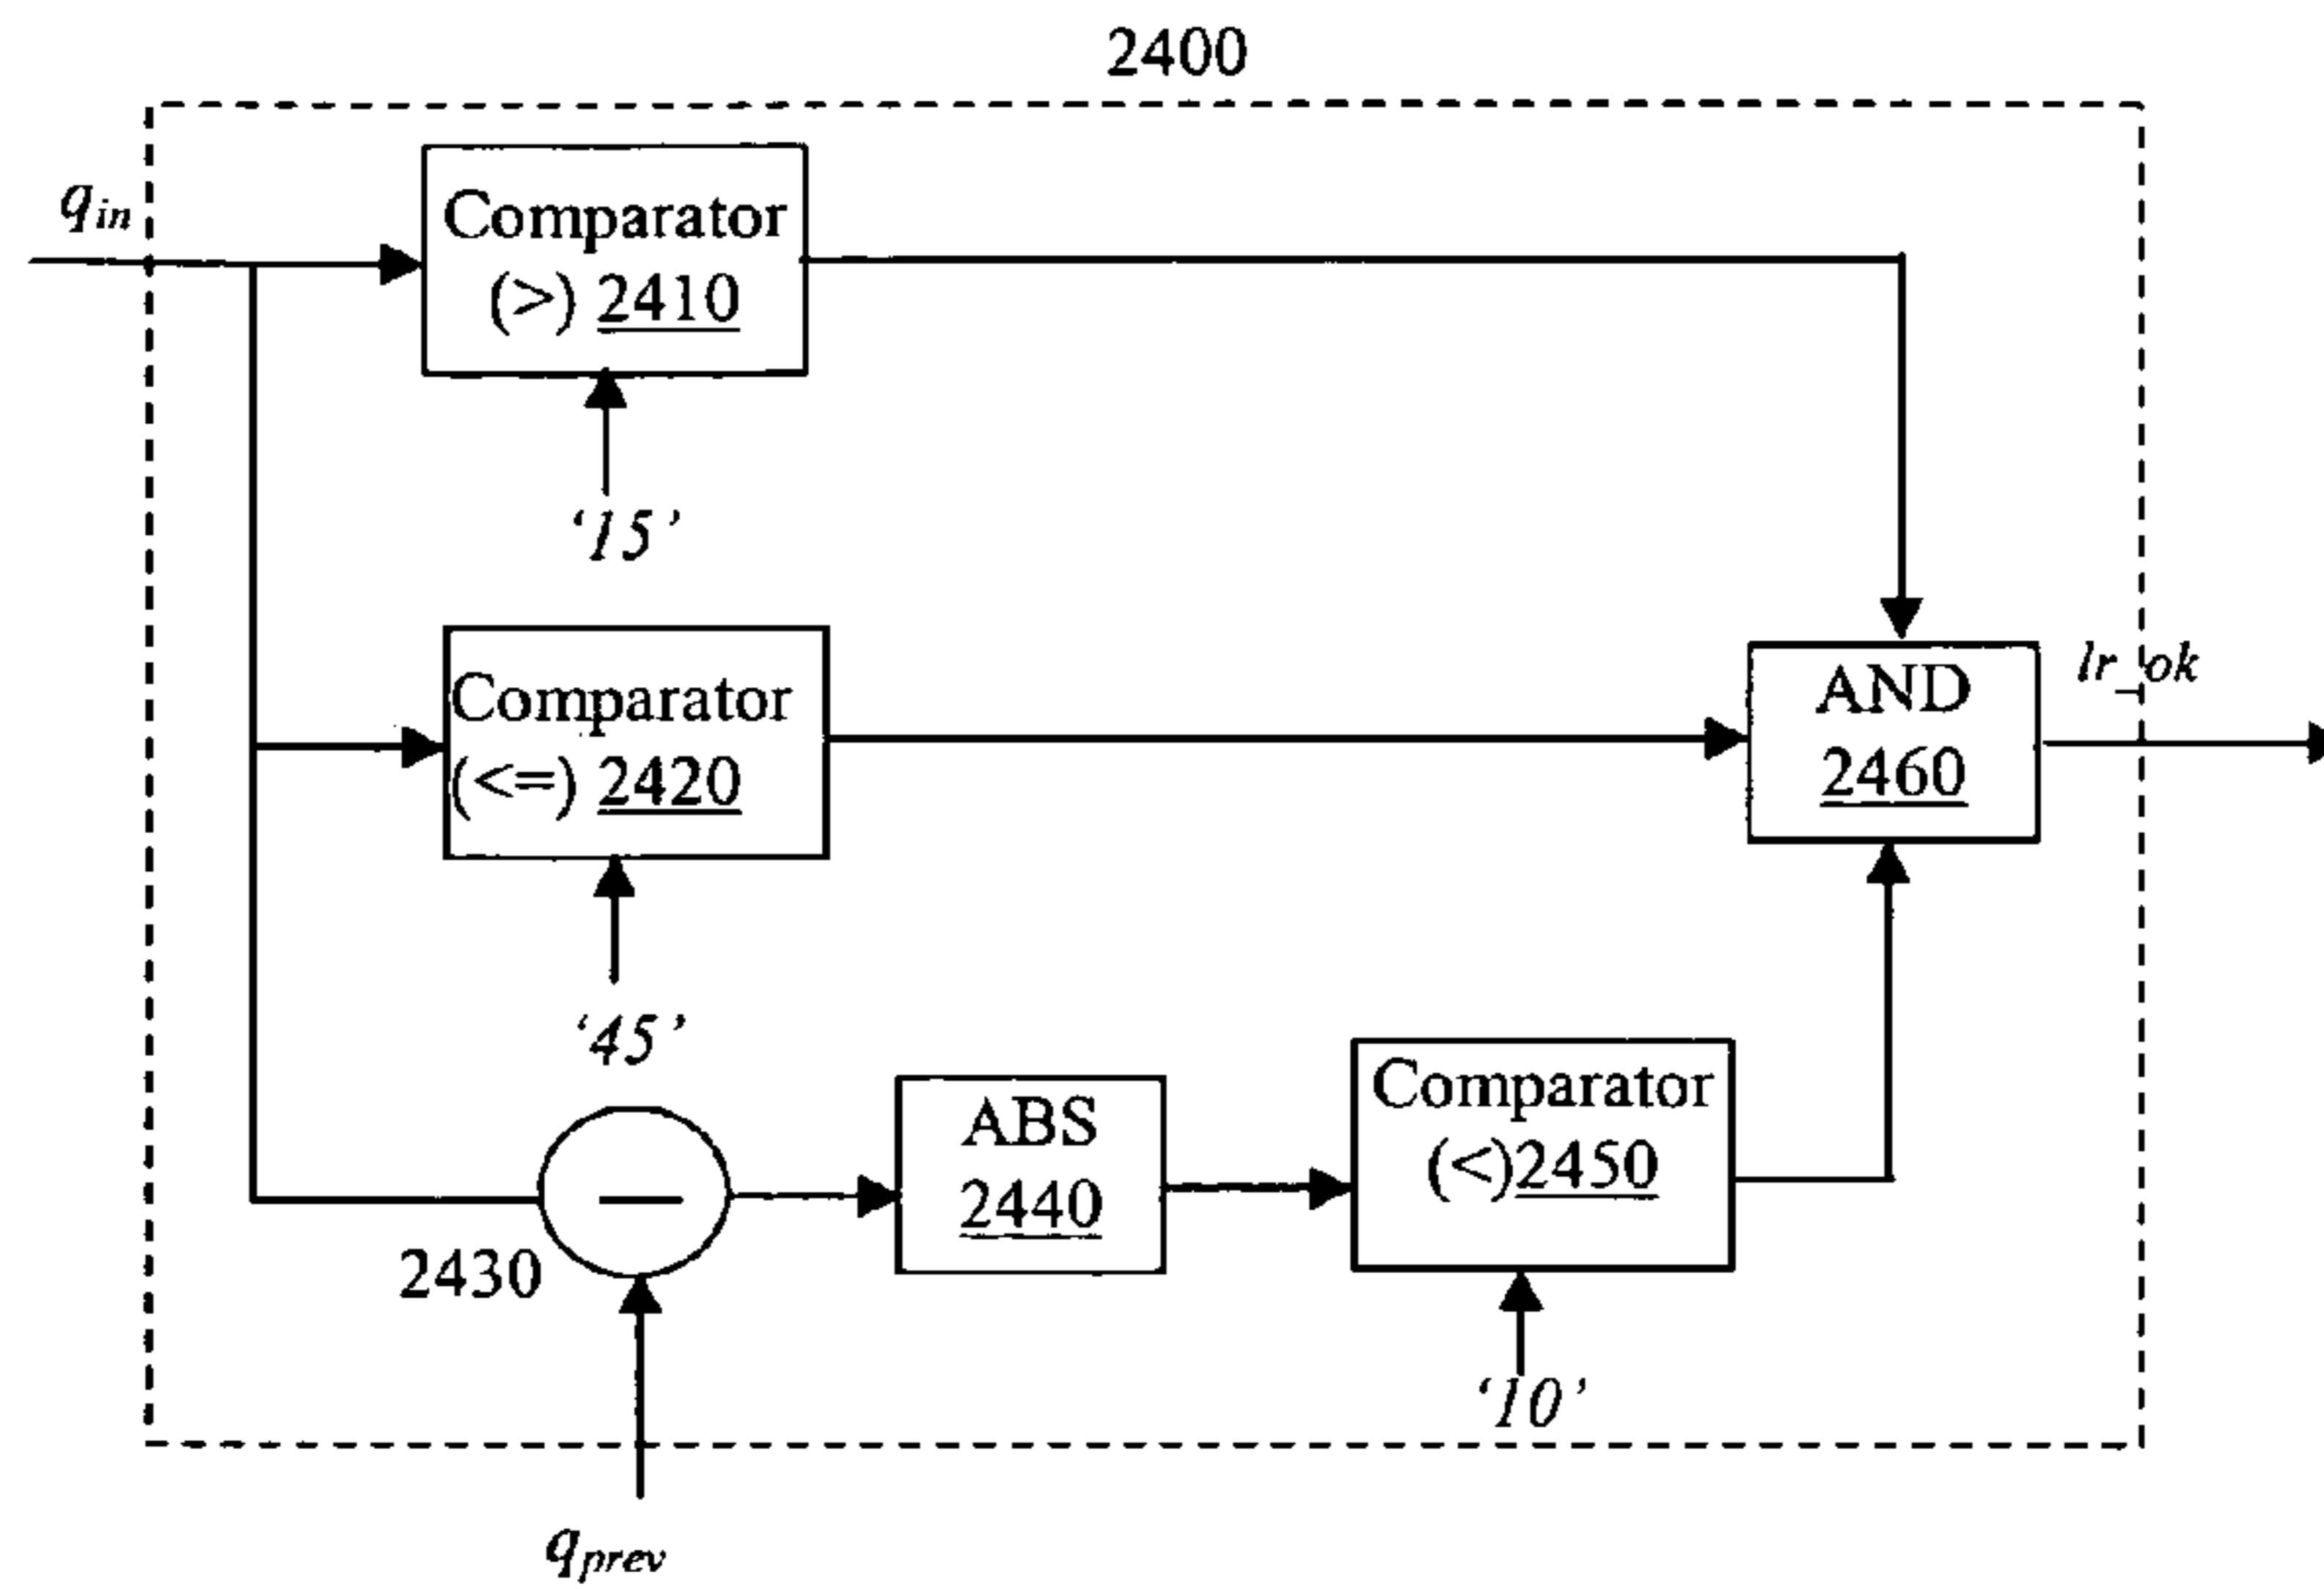 2400
q_in
Comparator
(>) 2410
‘15’
Comparator
(<=) 2420
‘45’
AND
2460
lr_ok
2430
ABS
2440
Comparator
(<)2450
‘10’
q_prev